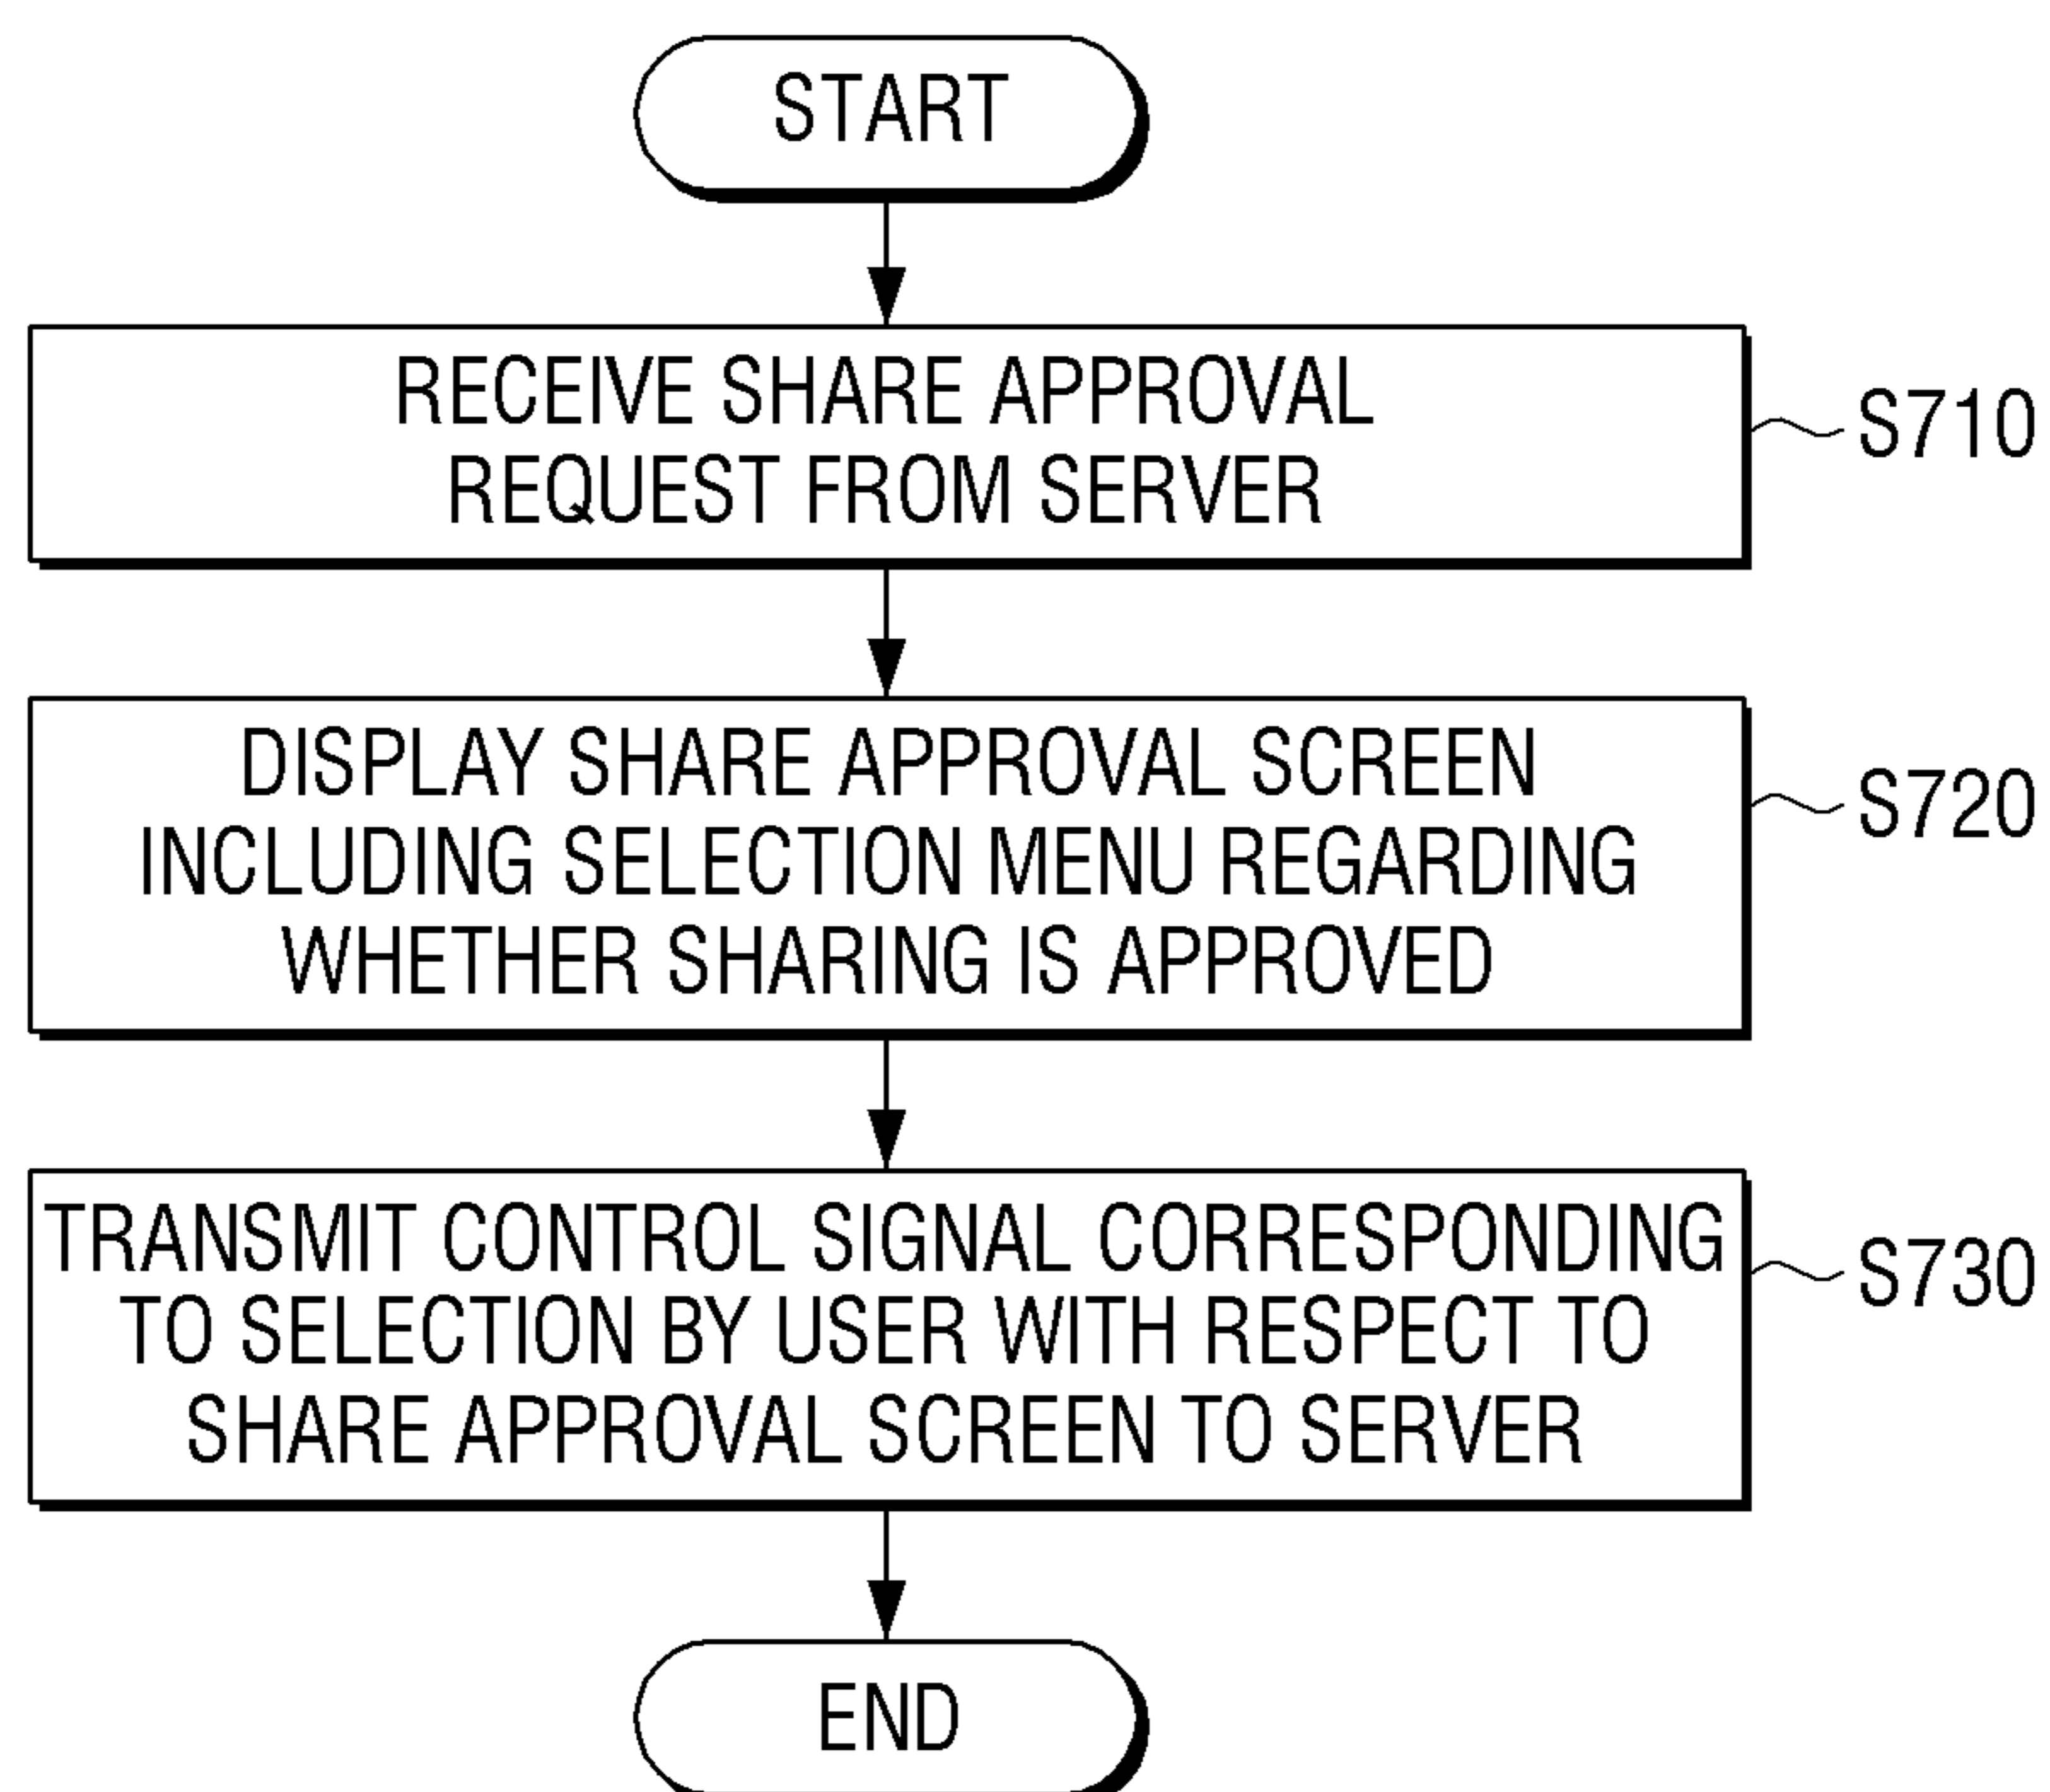 START
RECEIVE SHARE APPROVAL
REQUEST FROM SERVER
S710
DISPLAY SHARE APPROVAL SCREEN
INCLUDING SELECTION MENU REGARDING
WHETHER SHARING IS APPROVED
S720
TRANSMIT CONTROL SIGNAL CORRESPONDING
TO SELECTION BY USER WITH RESPECT TO
SHARE APPROVAL SCREEN TO SERVER
S730
END